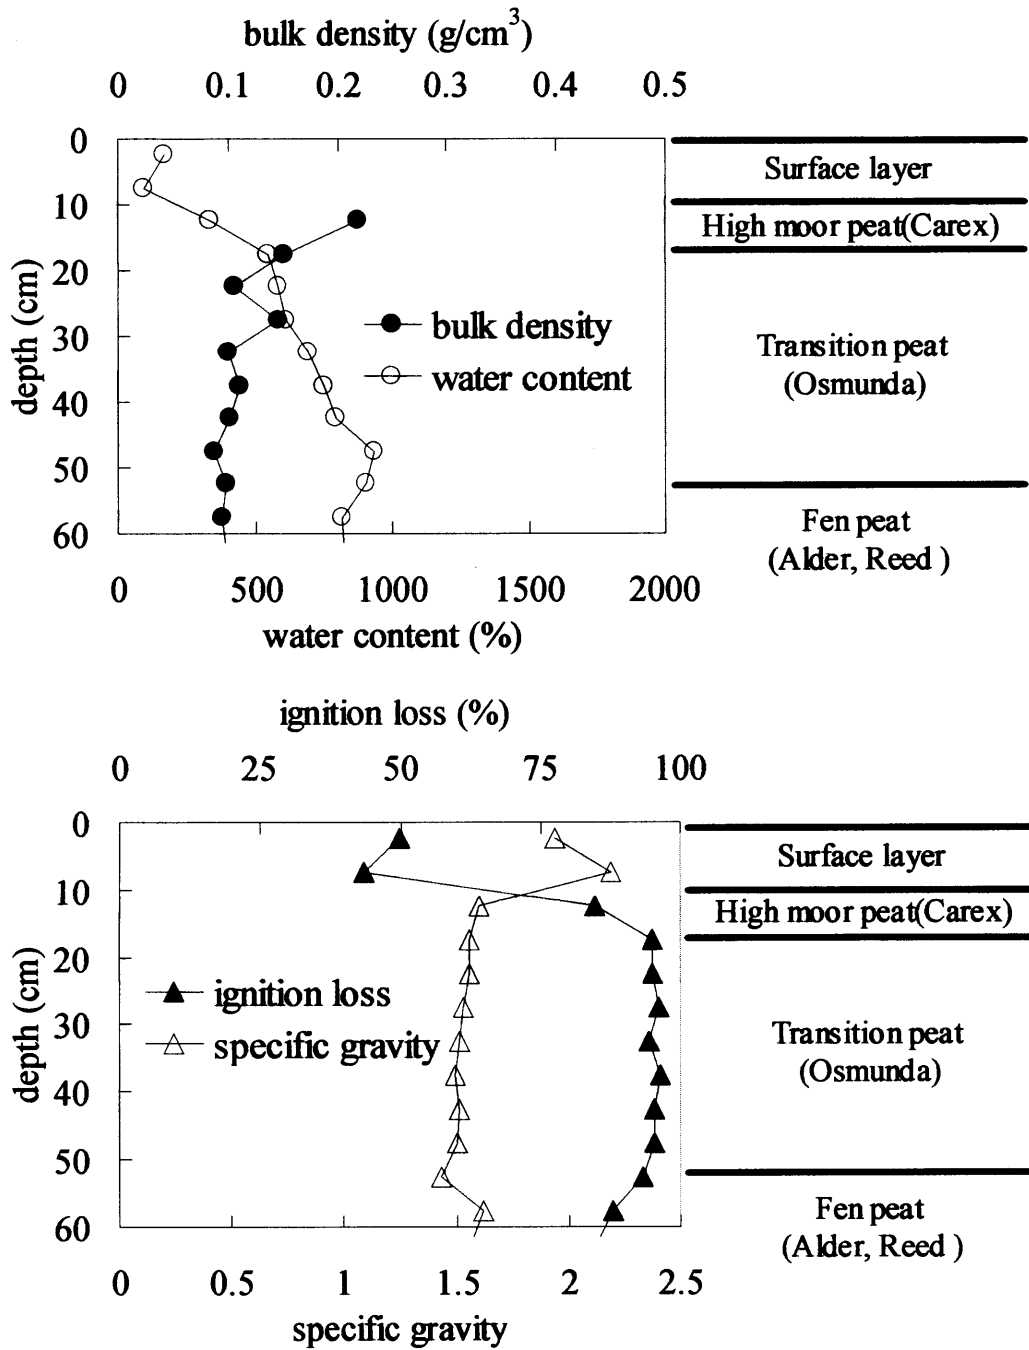 bulk density (g/cm³)
0 0.1 0.2 0.3 0.4 0.5
0
10
20
30
40
50
60
depth (cm)
bulk density
water content
Surface layer
High moor peat(Carex)
Transition peat
(Osmunda)
Fen peat
(Alder, Reed )
0 500 1000 1500 2000
water content (%)
ignition loss (%)
0 25 50 75 100
0
10
20
30
40
50
60
depth (cm)
ignition loss
specific gravity
Surface layer
High moor peat(Carex)
Transition peat
(Osmunda)
Fen peat
(Alder, Reed )
0 0.5 1 1.5 2 2.5
specific gravity